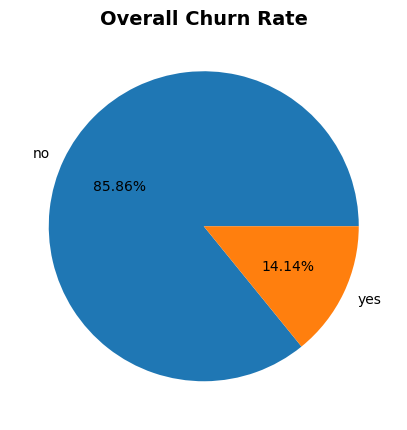 Overall Churn Rate
no
85.86%
14.14%
yes